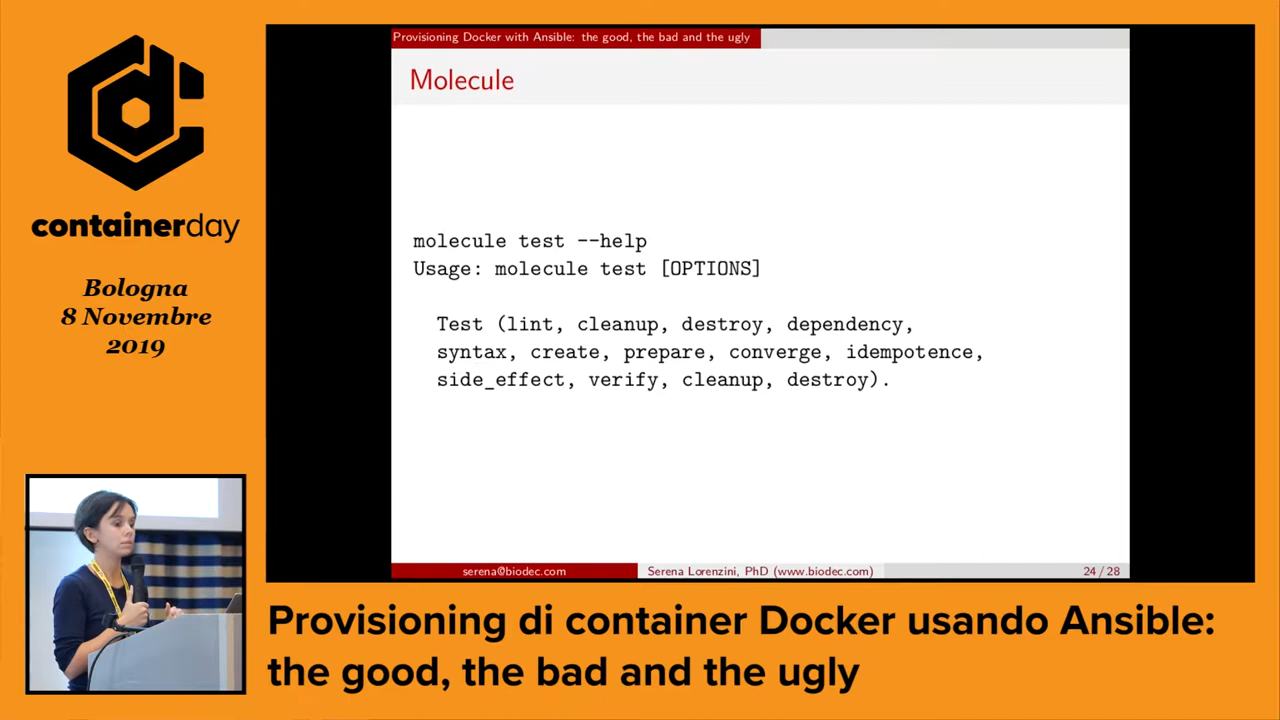 containerday
Bologna
8 Novembre
2019
Provisioning Docker with Ansible: the good, the bad and the ugly
Molecule
molecule test --help
Usage: molecule test [OPTIONS]
Test (lint, cleanup, destroy, dependency,
syntax, create, prepare, converge, idempotence,
side_effect, verify, cleanup, destroy).
serena@biodec.com
Serena Lorenzini, PhD (www.biodec.com)
24 / 28
Provisioning di container Docker usando Ansible:
the good, the bad and the ugly